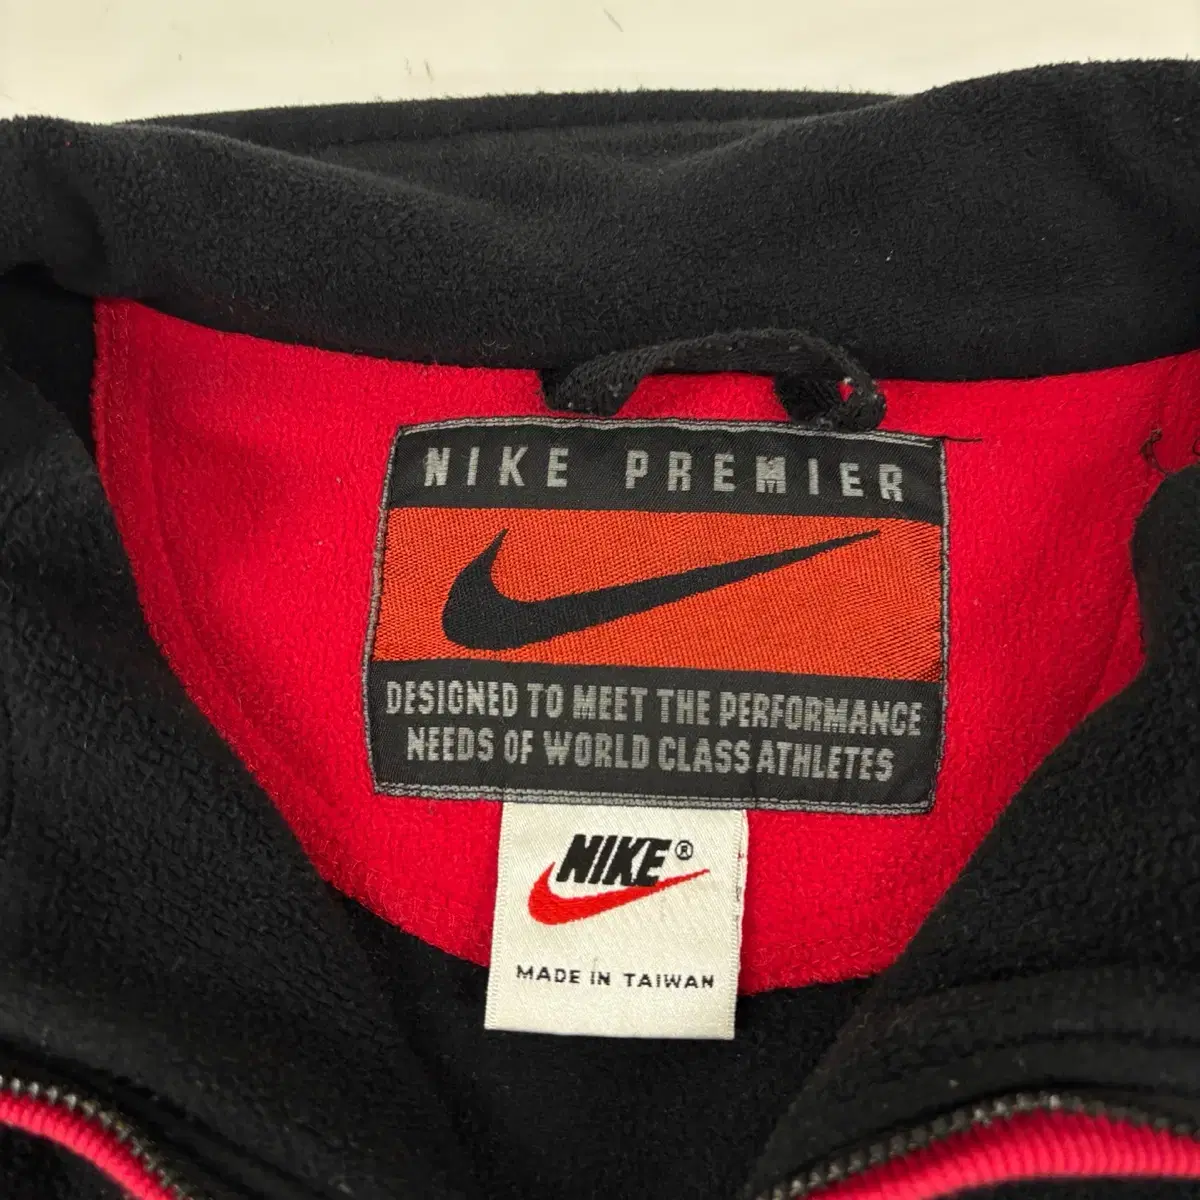 NIKE PREMIER
DESIGNED TO MEET THE PERFORMANCE
NEEDS OF WORLD CLASS ATHLETES
NIKE®
MADE IN TAIWAN